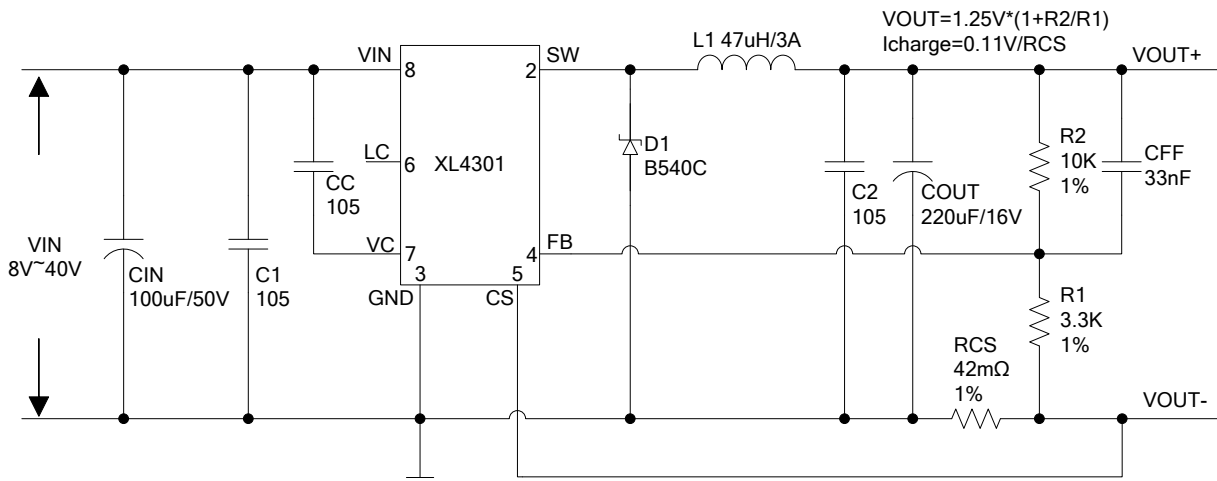 VOUT=1.25V*(1+R2/R1)
Icharge=0.11V/RCS
L1 47uH/3A
VIN
SW
VOUT+
8
2
D1
B540C
R2
10K
1%
CFF
33nF
LC
6
XL4301
CC
105
C2
105
COUT
220uF/16V
VIN
8V~40V
VC
7
4
FB
CIN
100uF/50V
C1
105
3
5
GND
CS
R1
3.3K
1%
RCS
42mΩ
1%
VOUT-